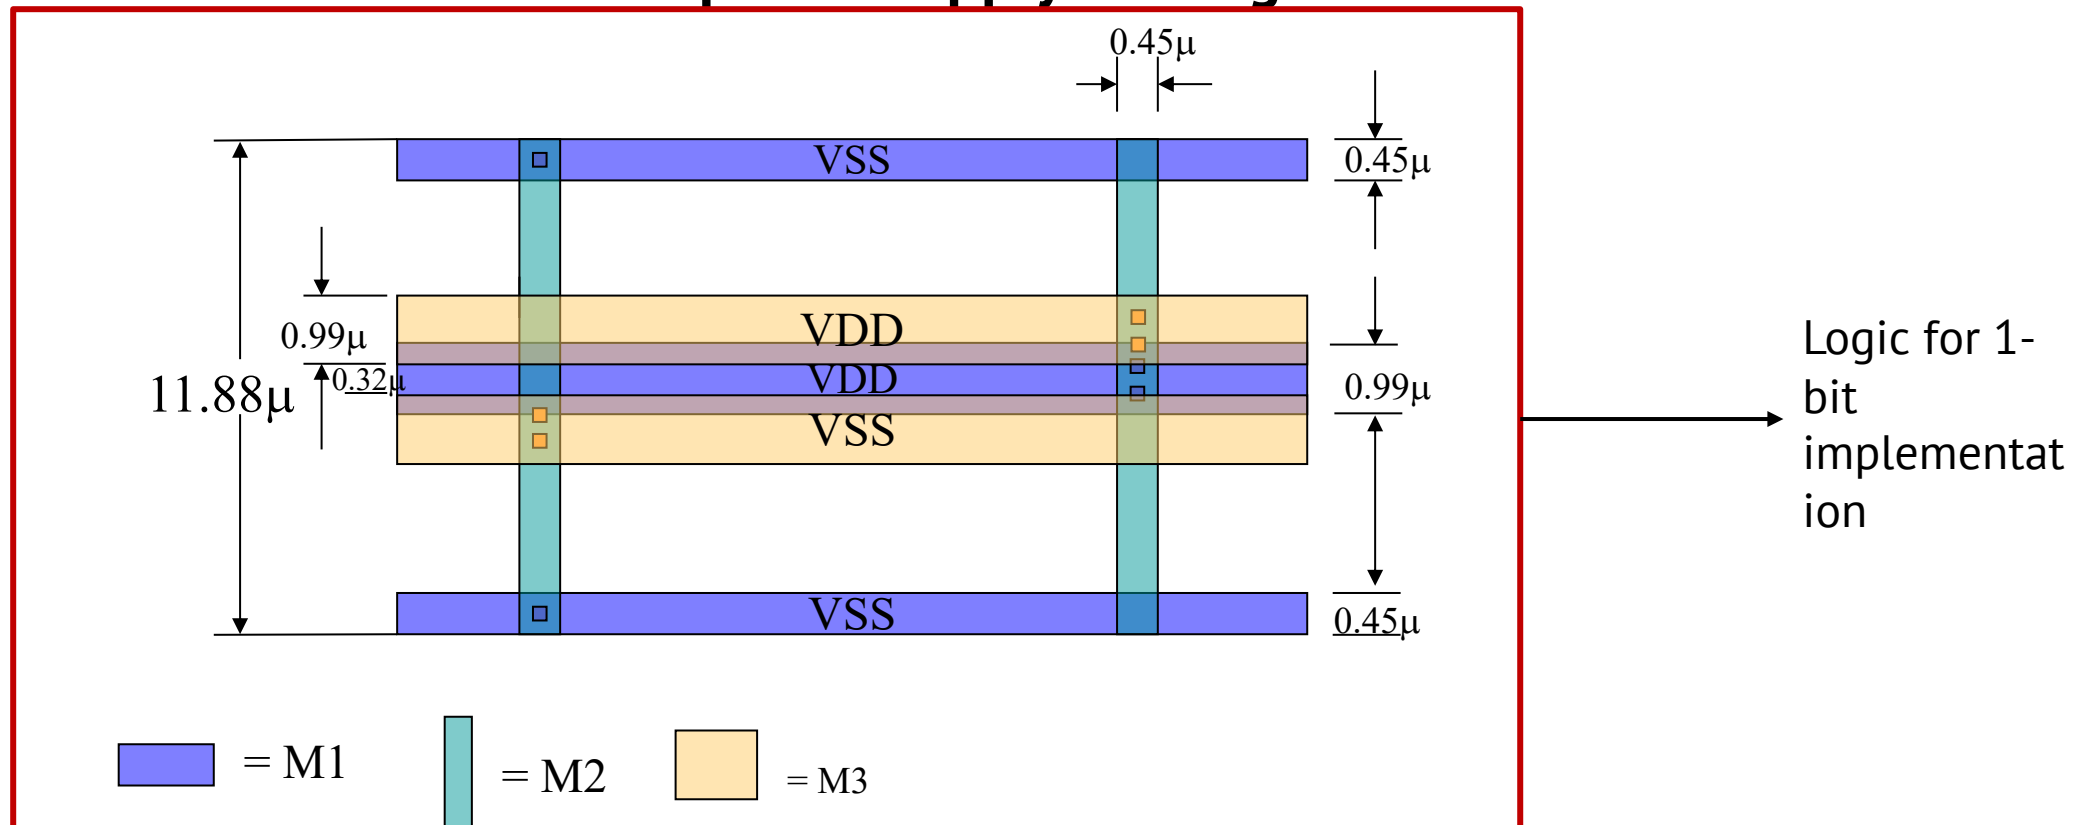 0.45μ
VSS
0.45μ
VDD
0.99μ
0.32μ
VDD
11.88μ
0.99μ
VSS
VSS
0.45μ
= M1
= M2
= M3
Logic for 1-
bit
implementat
ion